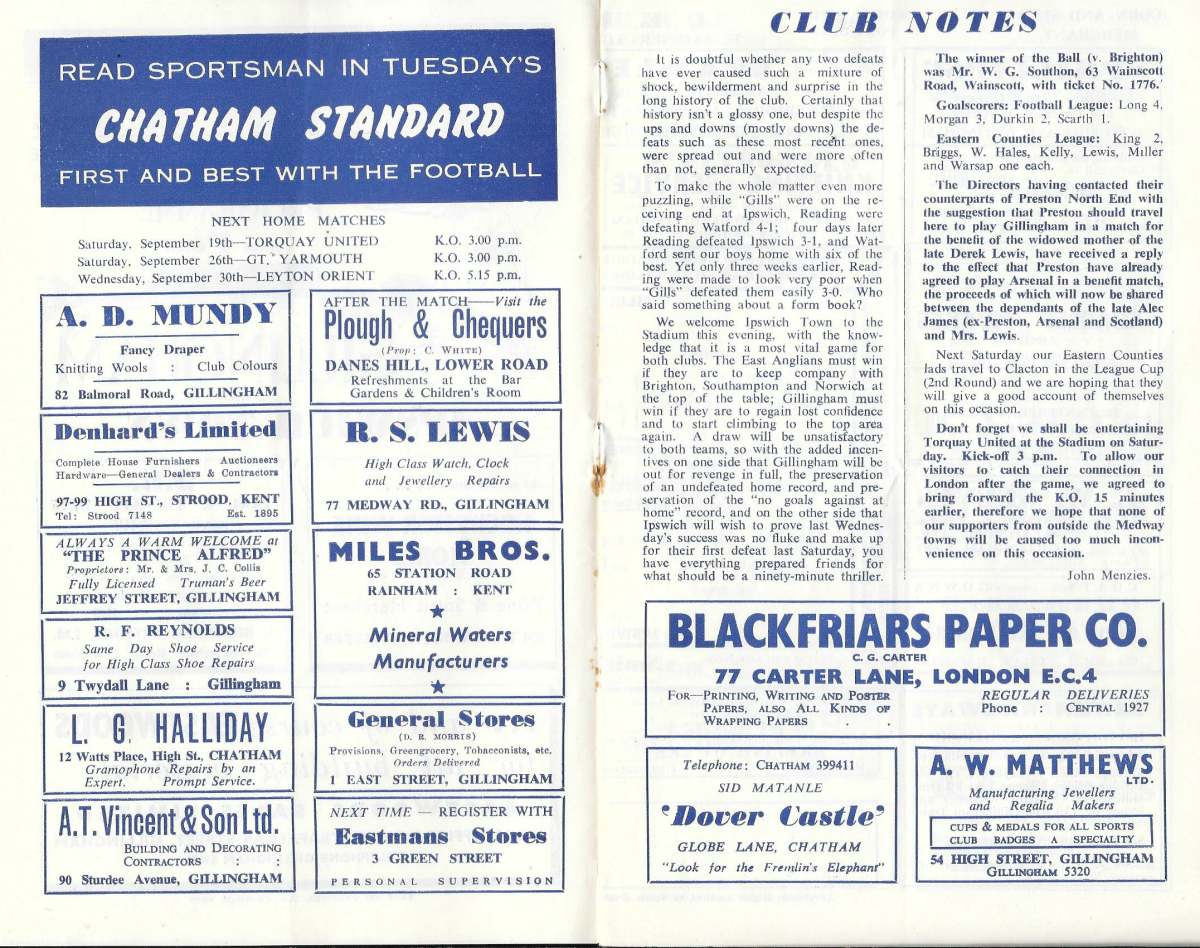 READ SPORTSMAN IN TUESDAY'S
CHATHAM STANDARD
FIRST AND BEST WITH THE FOOTBALL
NEXT HOME MATCHES
Saturday, September 19th—TORQUAY UNITED K.O. 3.00 p.m.
Saturday, September 26th—GT. YARMOUTH K.O. 3.00 p.m.
Wednesday, September 30th—LEYTON ORIENT K.O. 5.15 p.m.
A. D. MUNDY
Fancy Draper
Knitting Wools : Club Colours
82 Balmoral Road, GILLINGHAM
AFTER THE MATCH——Visit the
Plough & Chequers
(Prop: C. WHITE)
DANES HILL, LOWER ROAD
Refreshments at the Bar
Gardens & Children's Room
Denhard's Limited
Complete House Furnishers Auctioneers
Hardware—General Dealers & Contractors
97-99 HIGH ST., STROOD, KENT
Tel: Strood 7148 Est. 1895
R. S. LEWIS
High Class Watch, Clock
and Jewellery Repairs
77 MEDWAY RD., GILLINGHAM
ALWAYS A WARM WELCOME at
"THE PRINCE ALFRED"
Proprietors: Mr. & Mrs. J. C. Collis
Fully Licensed Truman's Beer
JEFFREY STREET, GILLINGHAM
MILES BROS.
65 STATION ROAD
RAINHAM : KENT
Mineral Waters
Manufacturers
R. F. REYNOLDS
Same Day Shoe Service
for High Class Shoe Repairs
9 Twydall Lane : Gillingham
L. G. HALLIDAY
12 Watts Place, High St., CHATHAM
Gramophone Repairs by an
Expert. Prompt Service.
General Stores
(D. R. MORRIS)
Provisions, Greengrocery, Tobacconists, etc.
Orders Delivered
1 EAST STREET, GILLINGHAM
A.T. Vincent & Son Ltd.
BUILDING AND DECORATING
CONTRACTORS : :
90 Sturdee Avenue, GILLINGHAM
NEXT TIME — REGISTER WITH
Eastmans Stores
3 GREEN STREET
PERSONAL SUPERVISION
CLUB NOTES
It is doubtful whether any two defeats
have ever caused such a mixture of
shock, bewilderment and surprise in the
long history of the club. Certainly that
history isn't a glossy one, but despite the
ups and downs (mostly downs) the de-
feats such as these most recent ones,
were spread out and were more often
than not, generally expected.
To make the whole matter even more
puzzling, while "Gills" were on the re-
ceiving end at Ipswich, Reading were
defeating Watford 4-1; four days later
Reading defeated Ipswich 3-1, and Wat-
ford sent our boys home with six of the
best. Yet only three weeks earlier, Read-
ing were made to look very poor when
"Gills" defeated them easily 3-0. Who
said something about a form book?
We welcome Ipswich Town to the
Stadium this evening, with the know-
ledge that it is a most vital game for
both clubs. The East Anglians must win
if they are to keep company with
Brighton, Southampton and Norwich at
the top of the table; Gillingham must
win if they are to regain lost confidence
and to start climbing to the top area
again. A draw will be unsatisfactory
to both teams, so with the added incen-
tives on one side that Gillingham will be
out for revenge in full, the preservation
of an undefeated home record, and pre-
servation of the "no goals against at
home" record, and on the other side that
Ipswich will wish to prove last Wednes-
day's success was no fluke and make up
for their first defeat last Saturday, you
have everything prepared friends for
what should be a ninety-minute thriller.
The winner of the Ball (v. Brighton)
was Mr. W. G. Southon, 63 Wainscott
Road, Wainscott, with ticket No. 1776.
Goalscorers: Football League: Long 4,
Morgan 3, Durkin 2, Scarth 1.
Eastern Counties League: King 2,
Briggs, W. Hales, Kelly, Lewis, Miller
and Warsap one each.
The Directors having contacted their
counterparts of Preston North End with
the suggestion that Preston should travel
here to play Gillingham in a match for
the benefit of the widowed mother of the
late Derek Lewis, have received a reply
to the effect that Preston have already
agreed to play Arsenal in a benefit match,
the proceeds of which will now be shared
between the dependants of the late Alec
James (ex-Preston, Arsenal and Scotland)
and Mrs. Lewis.
Next Saturday our Eastern Counties
lads travel to Clacton in the League Cup
(2nd Round) and we are hoping that they
will give a good account of themselves
on this occasion.
Don't forget we shall be entertaining
Torquay United at the Stadium on Satur-
day. Kick-off 3 p.m. To allow our
visitors to catch their connection in
London after the game, we agreed to
bring forward the K.O. 15 minutes
earlier, therefore we hope that none of
our supporters from outside the Medway
towns will be caused too much incon-
venience on this occasion.
John Menzies.
BLACKFRIARS PAPER CO.
C. G. CARTER
77 CARTER LANE, LONDON E.C.4
FOR—PRINTING, WRITING AND POSTER
PAPERS, ALSO ALL KINDS OF
WRAPPING PAPERS . .
REGULAR DELIVERIES
Phone : CENTRAL 1927
Telephone: CHATHAM 399411
SID MATANLE
'Dover Castle'
GLOBE LANE, CHATHAM
"Look for the Fremlin's Elephant"
A. W. MATTHEWS
LTD.
Manufacturing Jewellers
and Regalia Makers
CUPS & MEDALS FOR ALL SPORTS
CLUB BADGES A SPECIALITY
54 HIGH STREET, GILLINGHAM
GILLINGHAM 5320